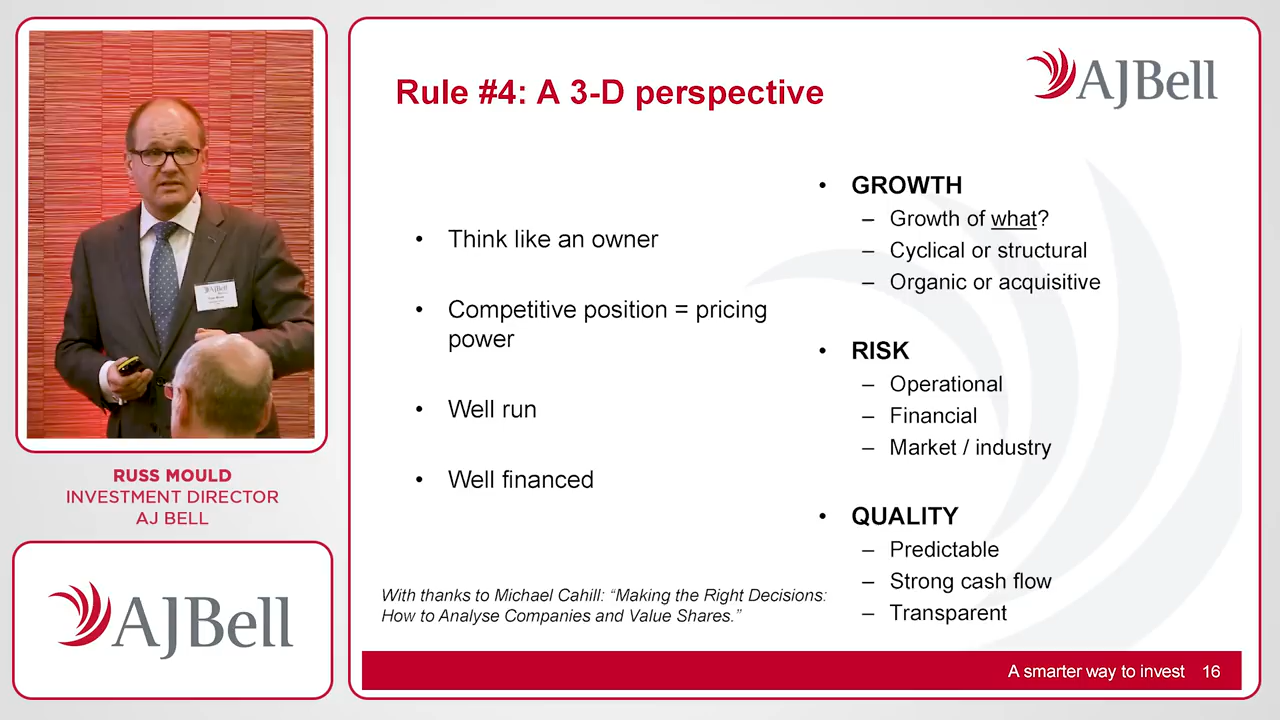 Rule #4: A 3-D perspective
AJBell
• Think like an owner
• Competitive position = pricing
power
• Well run
• Well financed
With thanks to Michael Cahill: “Making the Right Decisions:
How to Analyse Companies and Value Shares.”
• GROWTH
– Growth of what?
– Cyclical or structural
– Organic or acquisitive
• RISK
– Operational
– Financial
– Market / industry
• QUALITY
– Predictable
– Strong cash flow
– Transparent
A smarter way to invest 16
RUSS MOULD
INVESTMENT DIRECTOR
AJ BELL
AJBell